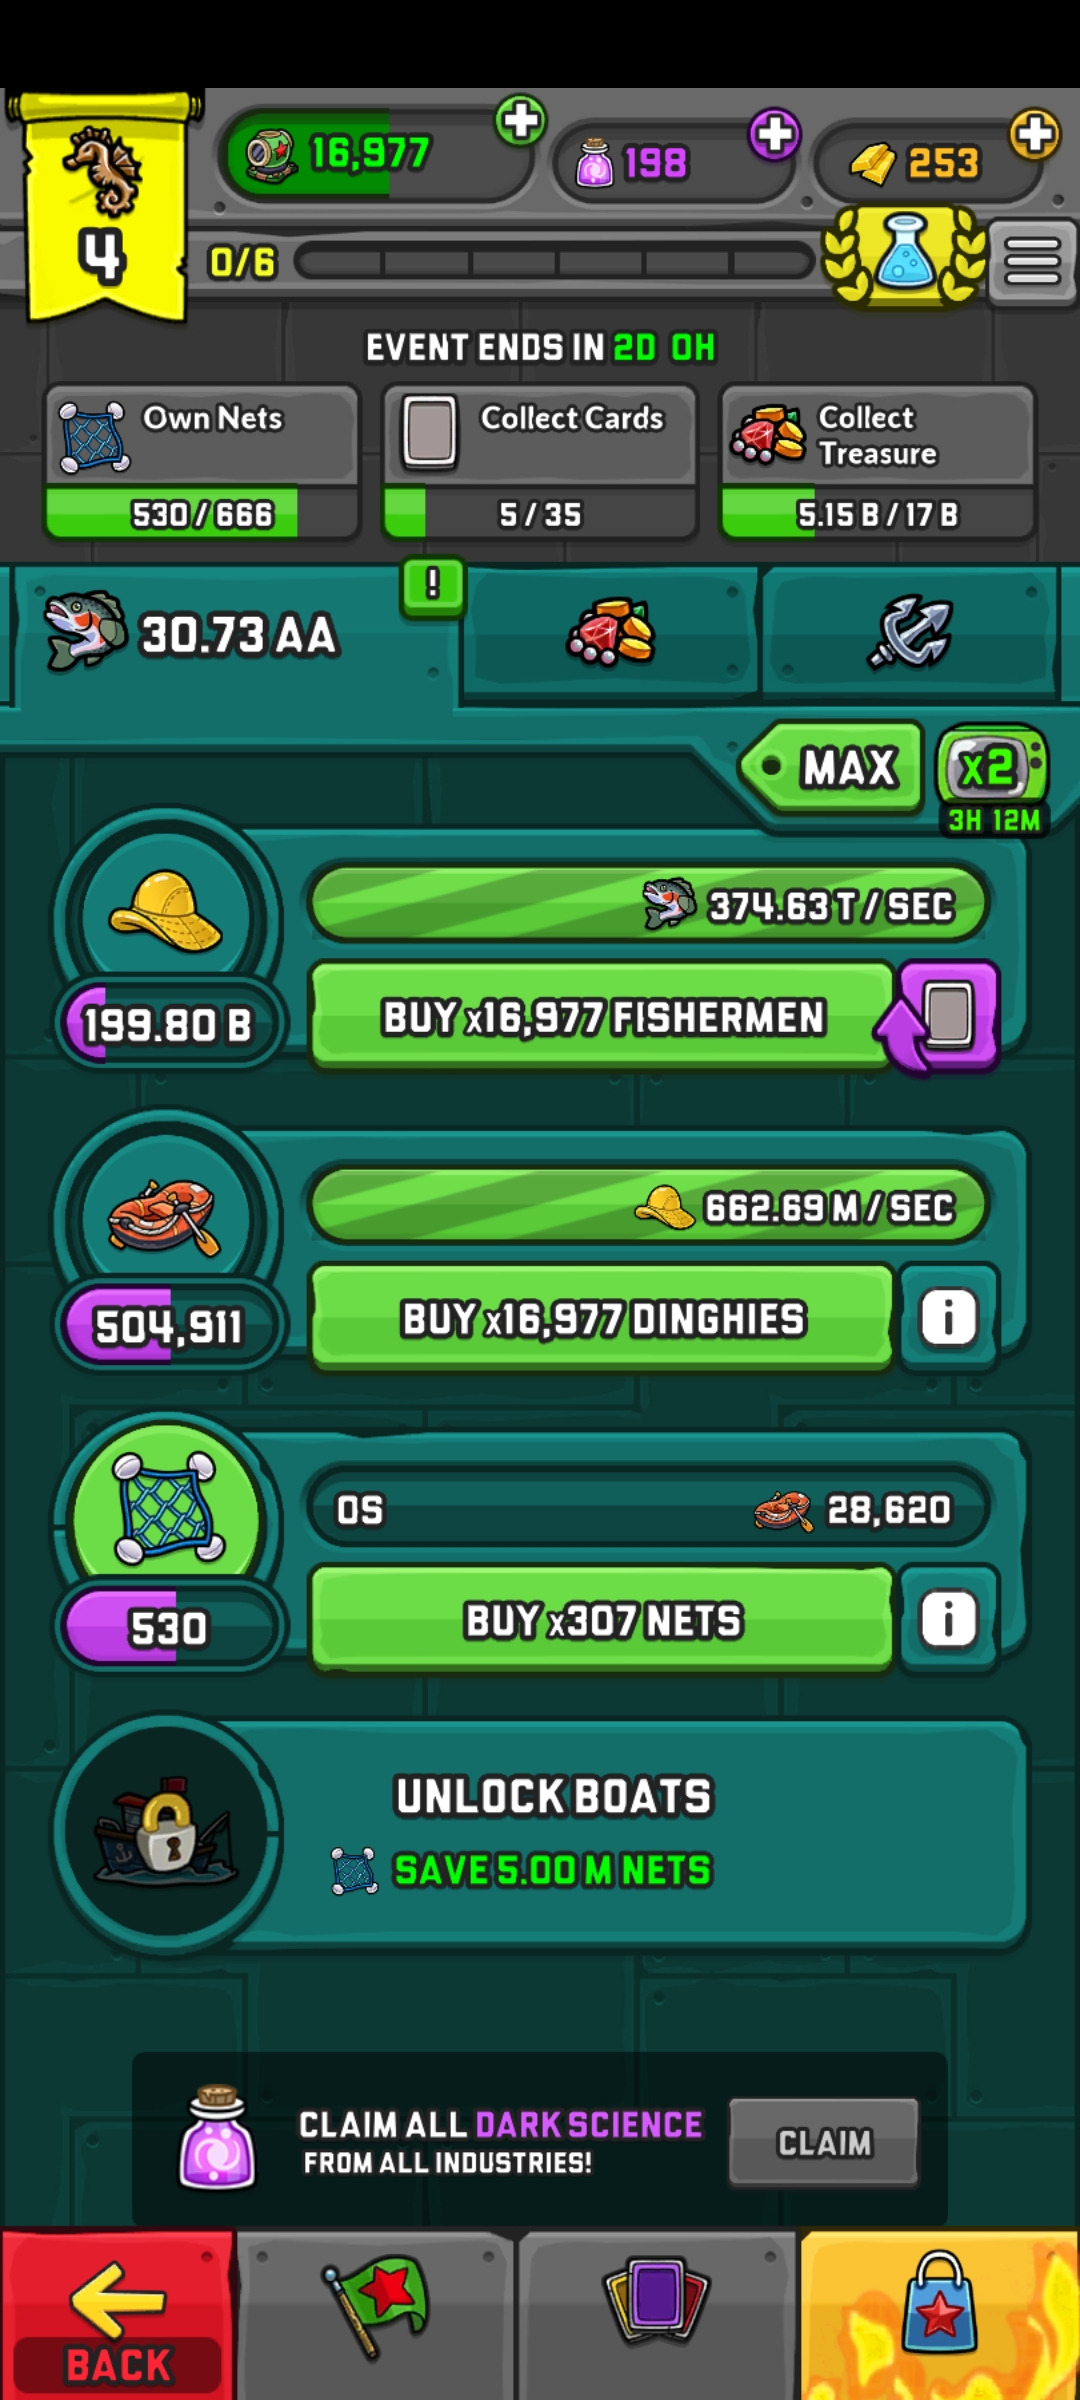 16,977
198
253
4
0/6
EVENT ENDS IN 2D 0H
Own Nets
Collect Cards
Collect
Treasure
530/666
5/35
5.15 B/17 B
!
30.73 AA
MAX
x2
3H 12M
374.63 T/SEC
199.80 B
BUY x16,977 FISHERMEN
662.69 M/SEC
504,911
BUY x16,977 DINGHIES
i
0S
28,620
530
BUY x307 NETS
i
UNLOCK BOATS
SAVE 5.00 M NETS
CLAIM ALL DARK SCIENCE
FROM ALL INDUSTRIES!
CLAIM
BACK